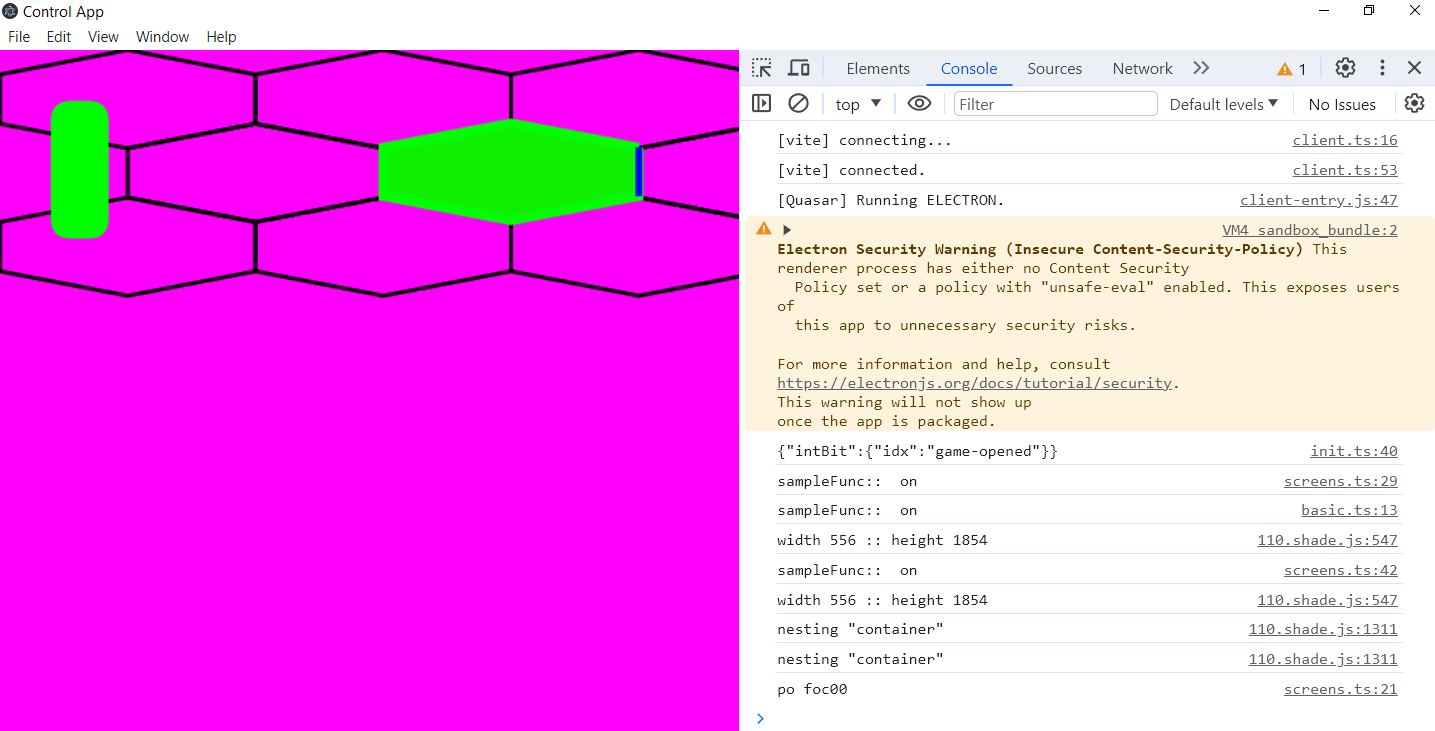 Control App
File Edit View Window Help
Elements Console Sources Network 1
top Filter Default levels No Issues
[vite] connecting... client.ts:16
[vite] connected. client.ts:53
[Quasar] Running ELECTRON. client-entry.js:47
VM4 sandbox_bundle:2
Electron Security Warning (Insecure Content-Security-Policy) This
renderer process has either no Content Security
Policy set or a policy with "unsafe-eval" enabled. This exposes users
of
this app to unnecessary security risks.
For more information and help, consult
https://electronjs.org/docs/tutorial/security.
This warning will not show up
once the app is packaged.
{"intBit":{"idx":"game-opened"}} init.ts:40
sampleFunc::  on screens.ts:29
sampleFunc::  on basic.ts:13
width 556 :: height 1854 110.shade.js:547
sampleFunc::  on screens.ts:42
width 556 :: height 1854 110.shade.js:547
nesting "container" 110.shade.js:1311
nesting "container" 110.shade.js:1311
po foc00 screens.ts:21